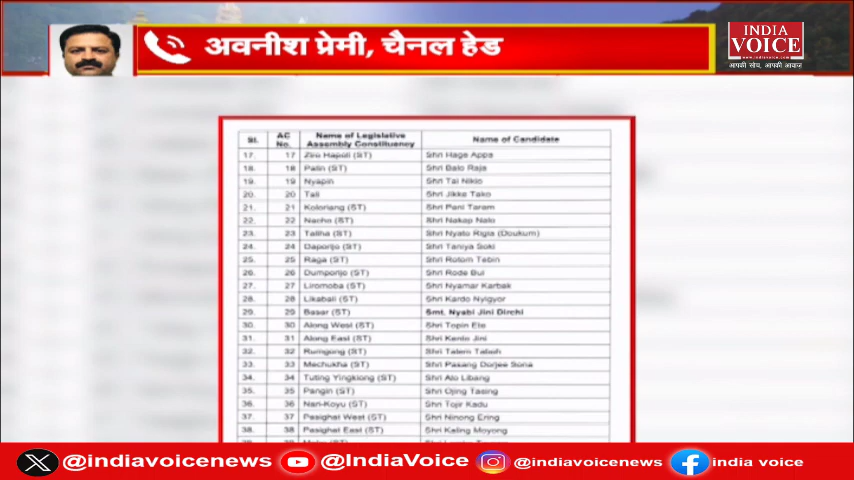 अवनीश प्रेमी, चैनल हेड
INDIA
VOICE
www.indiavoice.com
आपकी सोच, आपकी आवाज़
Sl. AC No. Name of Legislative Assembly Constituency Name of Candidate
17. 17 Ziro Hapoli (ST) Shri Hage Appa
18. 18 Palin (ST) Shri Balo Raja
19. 19 Nyapin Shri Tai Nikio
20. 20 Tali Shri Jikke Tako
21. 21 Koloriang (ST) Shri Pani Taram
22. 22 Nacho (ST) Shri Nakap Nalo
23. 23 Taliha (ST) Shri Nyato Rigia (Doukum)
24. 24 Daporijo (ST) Shri Taniya Soki
25. 25 Raga (ST) Shri Rotom Tebin
26. 26 Dumporijo (ST) Shri Rode Bui
27. 27 Liromoba (ST) Shri Nyamar Karbak
28. 28 Likabali (ST) Shri Kardo Nyigyor
29. 29 Basar (ST) Smt. Nyabi Jini Dirchi
30. 30 Along West (ST) Shri Topin Ete
31. 31 Along East (ST) Shri Kento Jini
32. 32 Rumgong (ST) Shri Talem Taboh
33. 33 Mechukha (ST) Shri Pasang Dorjee Sona
34. 34 Tuting Yingkiong (ST) Shri Alo Libang
35. 35 Pangin (ST) Shri Ojing Tasing
36. 36 Nari-Koyu (ST) Shri Tojir Kadu
37. 37 Pasighat West (ST) Shri Ninong Ering
38. 38 Pasighat East (ST) Shri Kaling Moyong
@indiavoicenews @IndiaVoice @indiavoicenews india voice